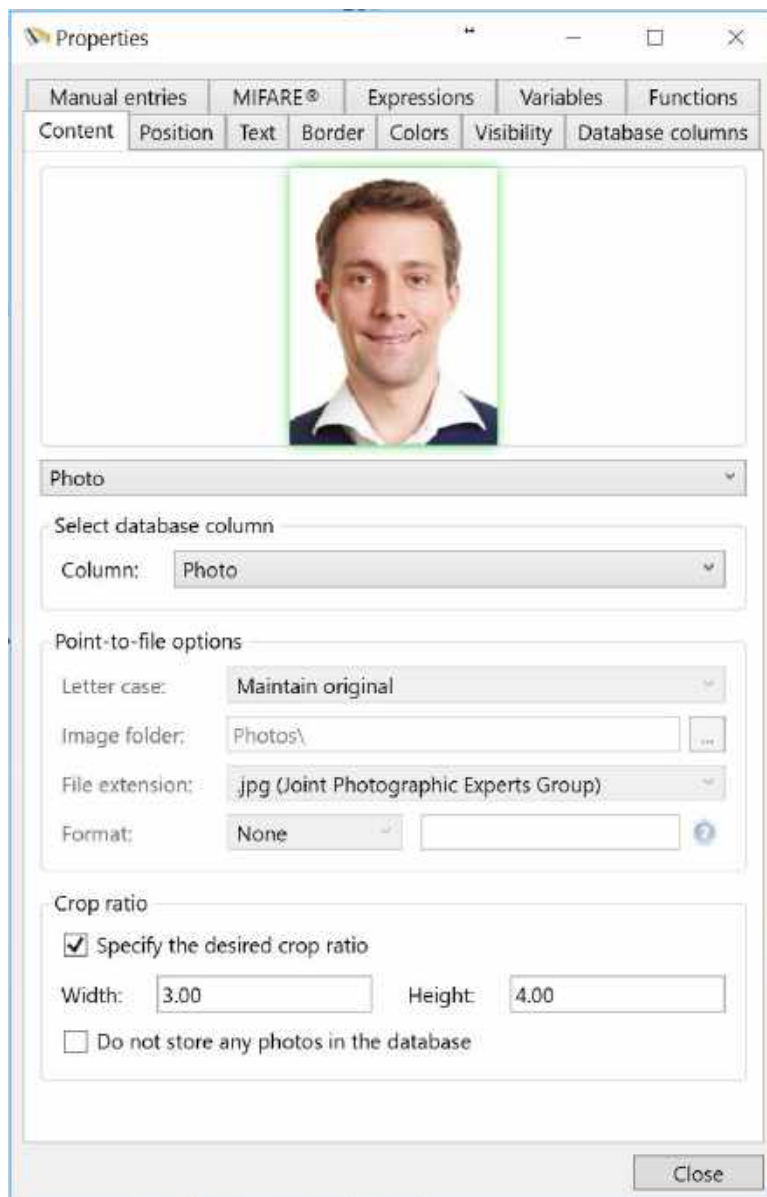 Properties
Manual entries MIFARE® Expressions Variables Functions
Content Position Text Border Colors Visibility Database columns
Photo
Select database column
Column: Photo
Point-to-file options
Letter case: Maintain original
Image folder: Photos\ ...
File extension: .jpg (Joint Photographic Experts Group)
Format: None ?
Crop ratio
Specify the desired crop ratio
Width: 3.00 Height: 4.00
Do not store any photos in the database
Close